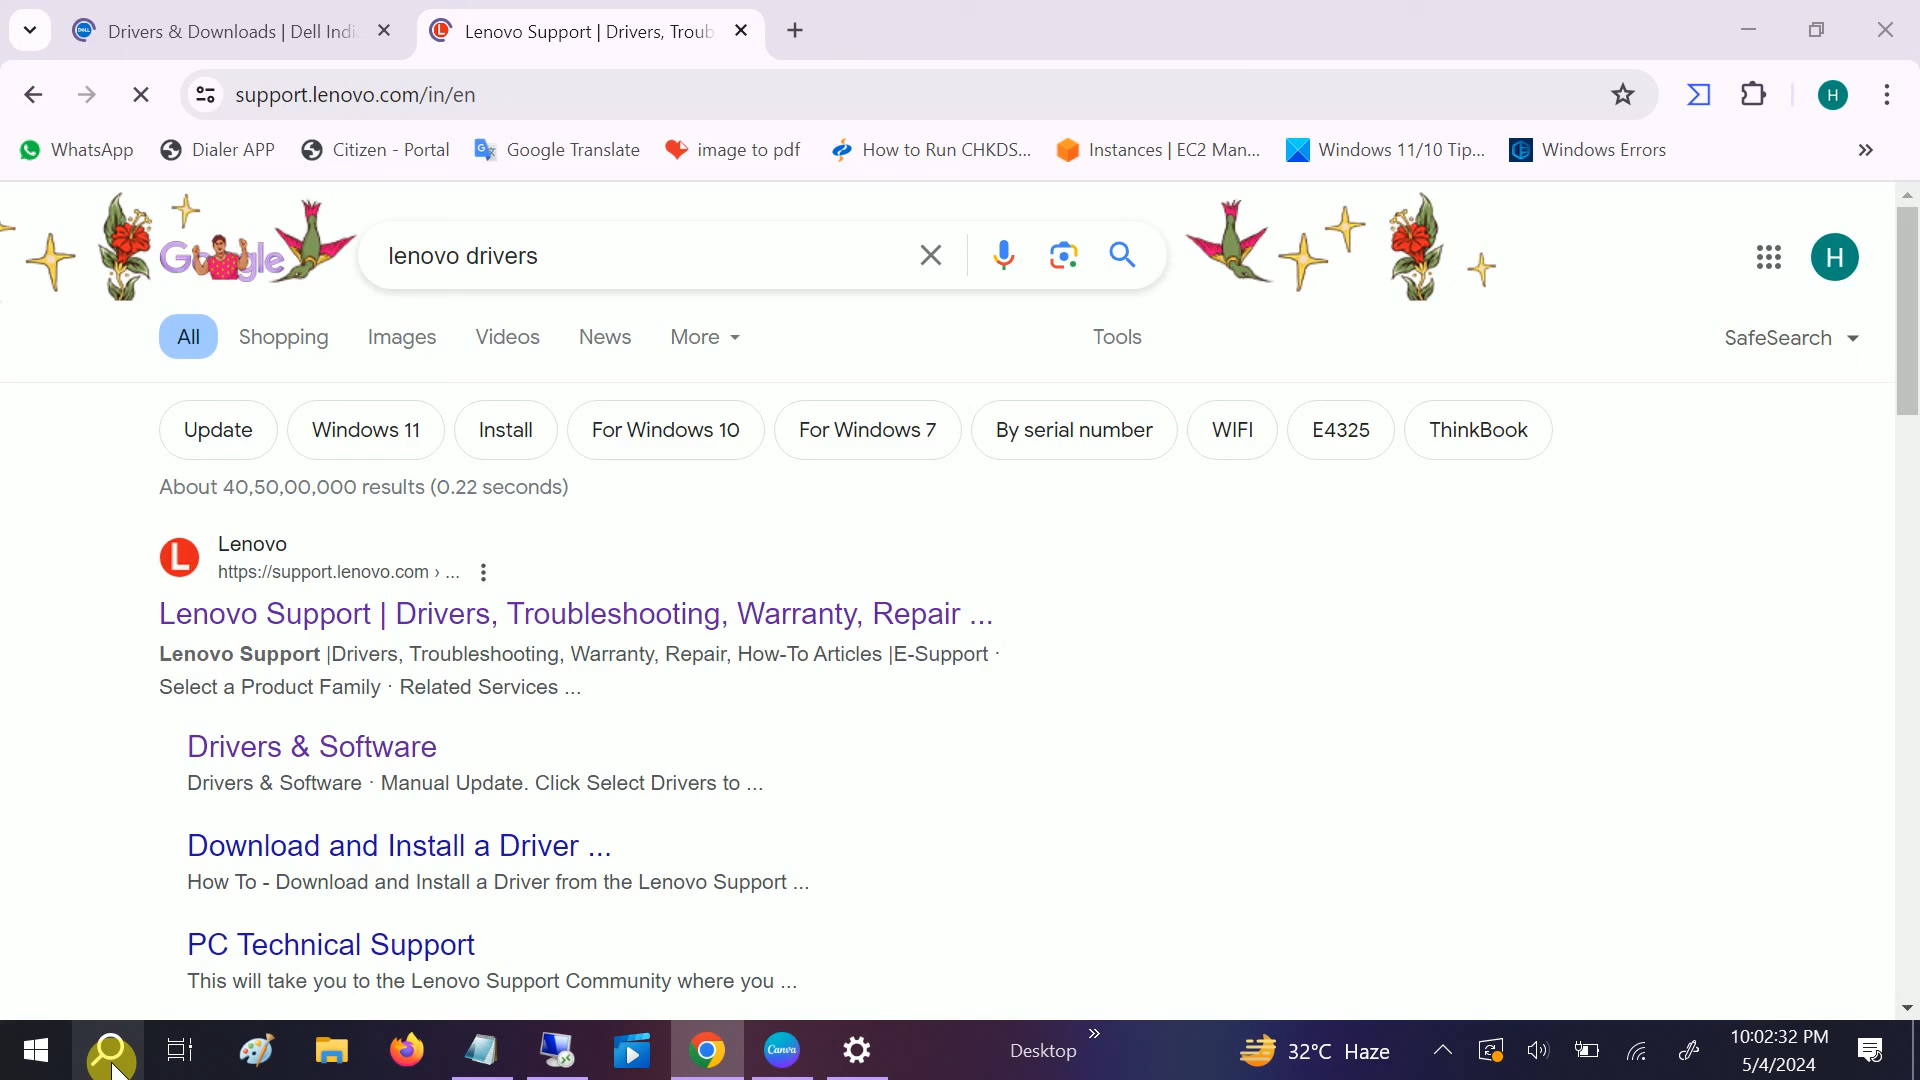 Drivers & Downloads | Dell Indi
Lenovo Support | Drivers, Troub
support.lenovo.com/in/en
H
WhatsApp
Dialer APP
Citizen - Portal
Google Translate
image to pdf
How to Run CHKDS...
Instances | EC2 Man...
Windows 11/10 Tip...
Windows Errors
Google
lenovo drivers
H
All
Shopping
Images
Videos
News
More
Tools
SafeSearch
Update
Windows 11
Install
For Windows 10
For Windows 7
By serial number
WIFI
E4325
ThinkBook
About 40,50,00,000 results (0.22 seconds)
L
Lenovo
https://support.lenovo.com › ...
Lenovo Support | Drivers, Troubleshooting, Warranty, Repair ...
Lenovo Support |Drivers, Troubleshooting, Warranty, Repair, How-To Articles |E-Support ·
Select a Product Family · Related Services ...
Drivers & Software
Drivers & Software · Manual Update. Click Select Drivers to ...
Download and Install a Driver ...
How To - Download and Install a Driver from the Lenovo Support ...
PC Technical Support
This will take you to the Lenovo Support Community where you ...
Canva
Desktop
32°C Haze
10:02:32 PM
5/4/2024